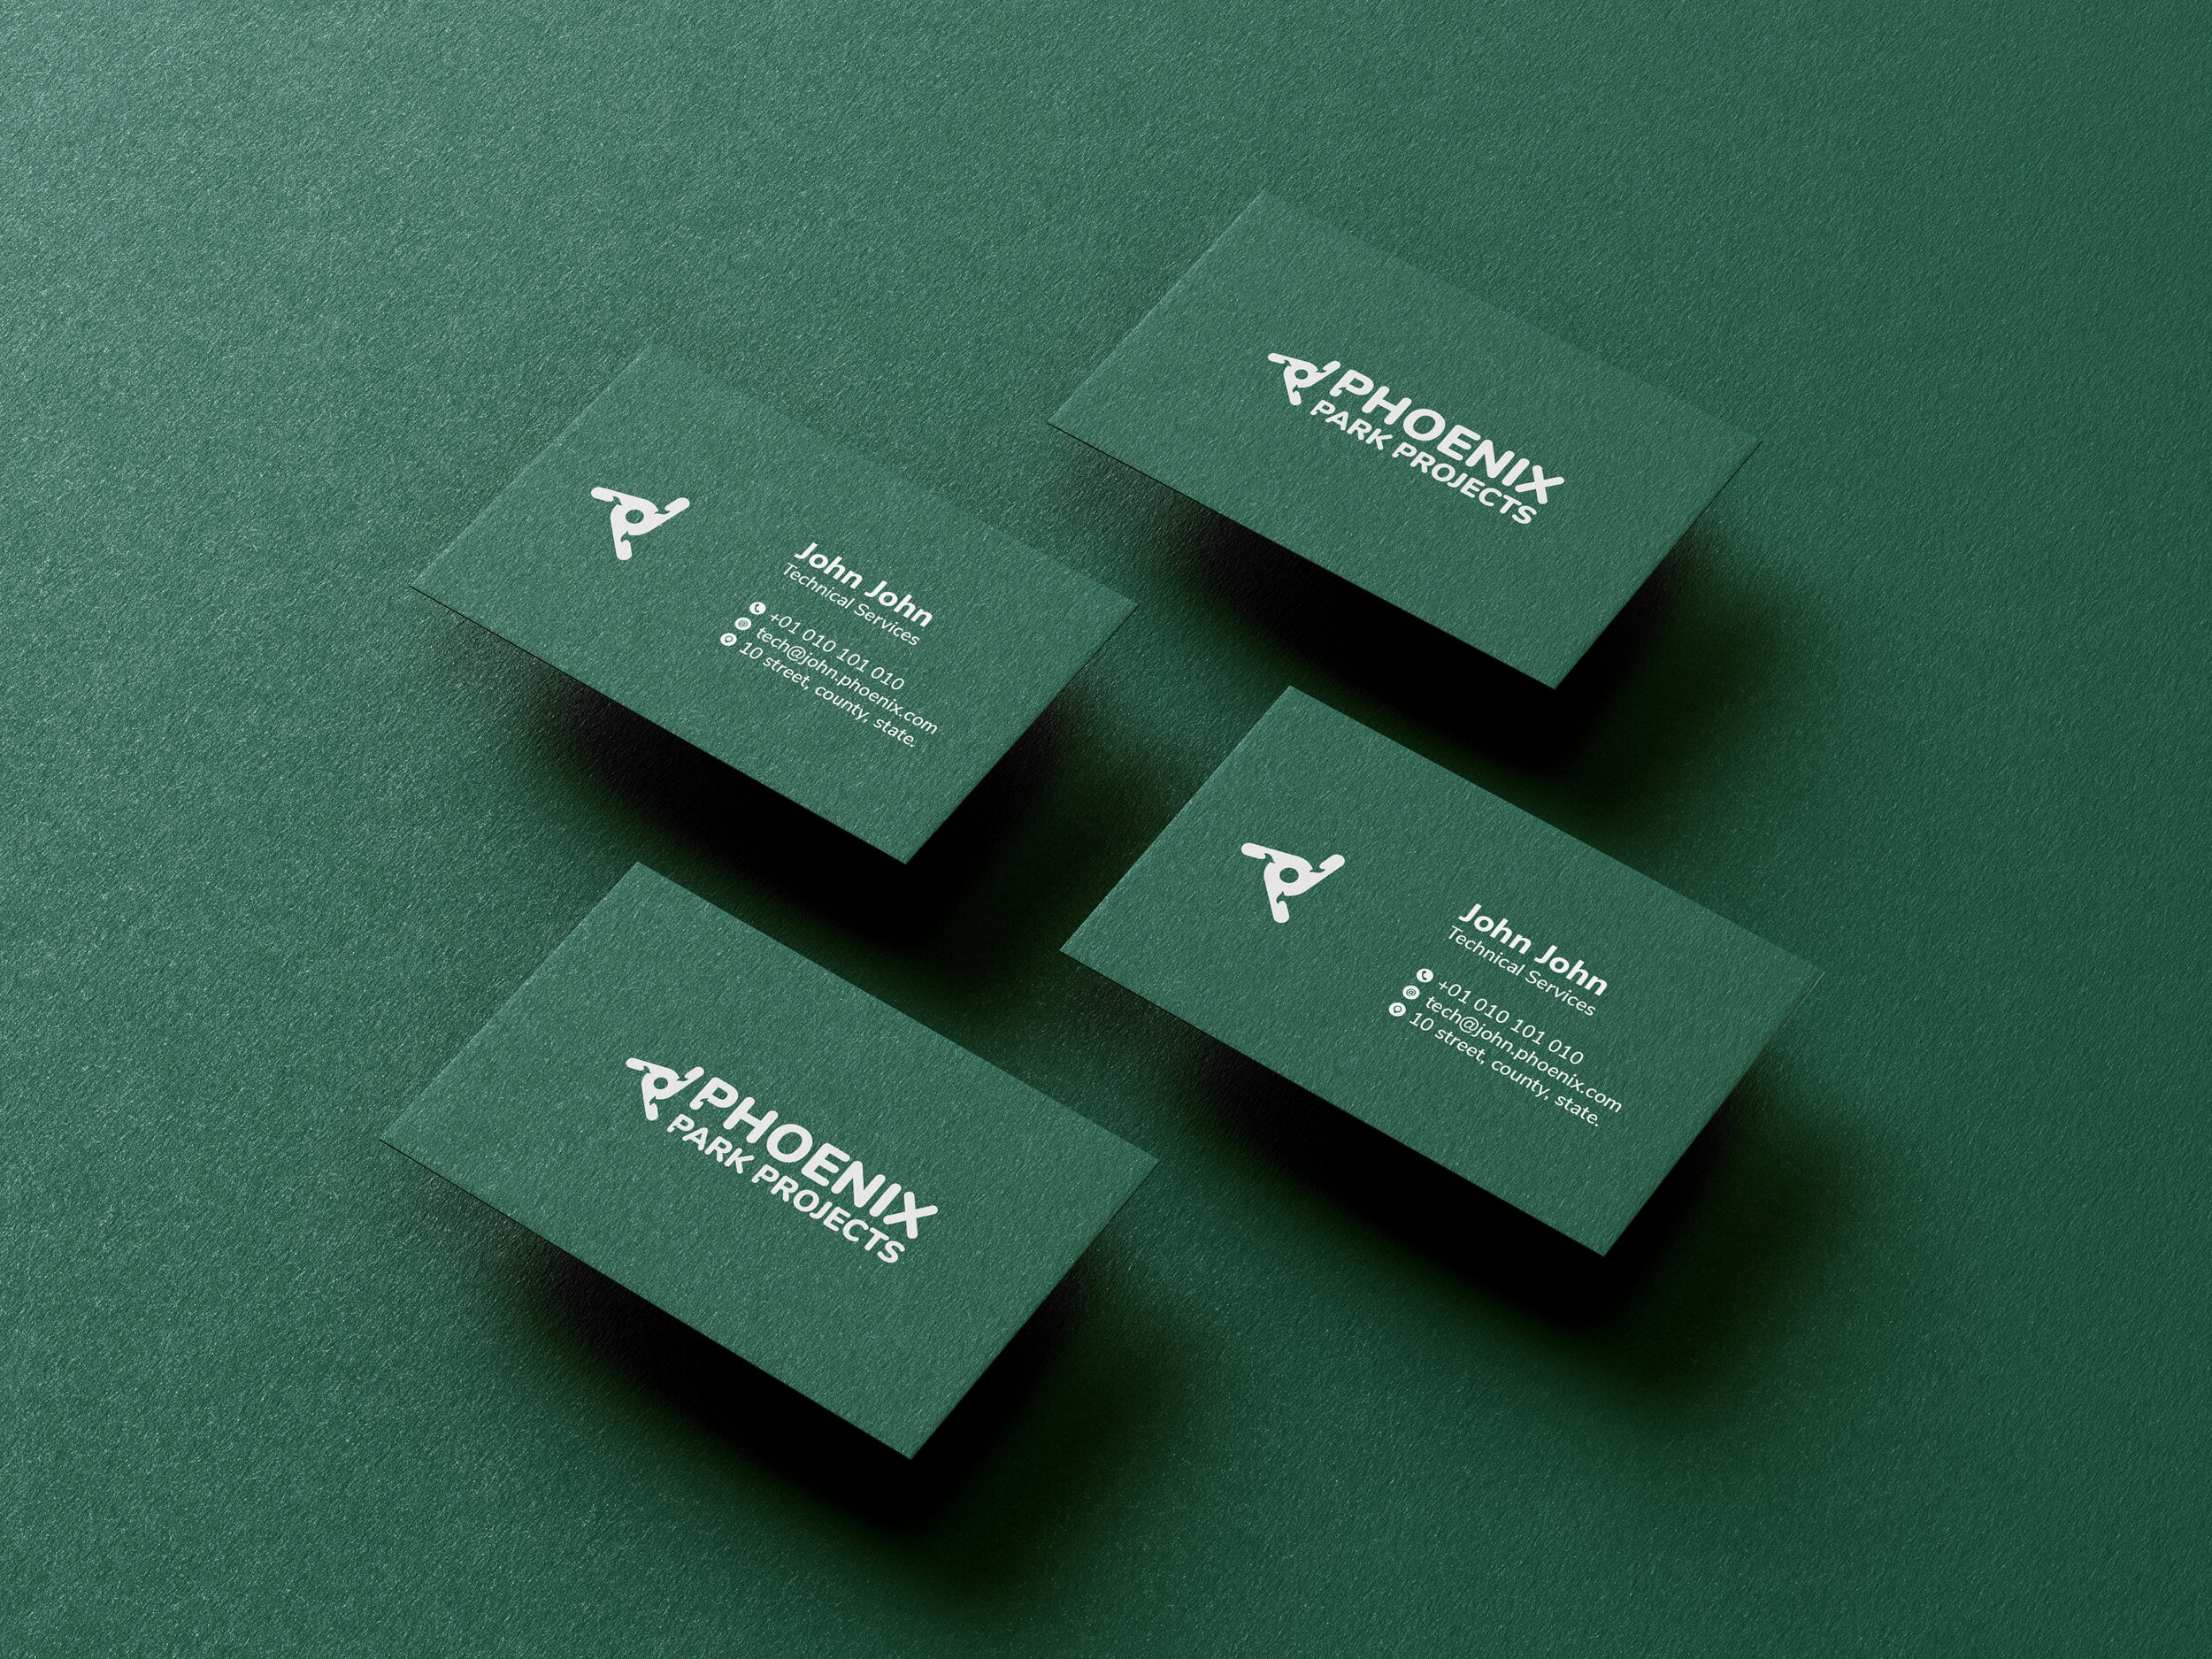 PHOENIX
PARK PROJECTS
John John
Technical Services
+01 010 101 010
tech@john.phoenix.com
10 street, county, state.
John John
Technical Services
+01 010 101 010
tech@john.phoenix.com
10 street, county, state.
PHOENIX
PARK PROJECTS